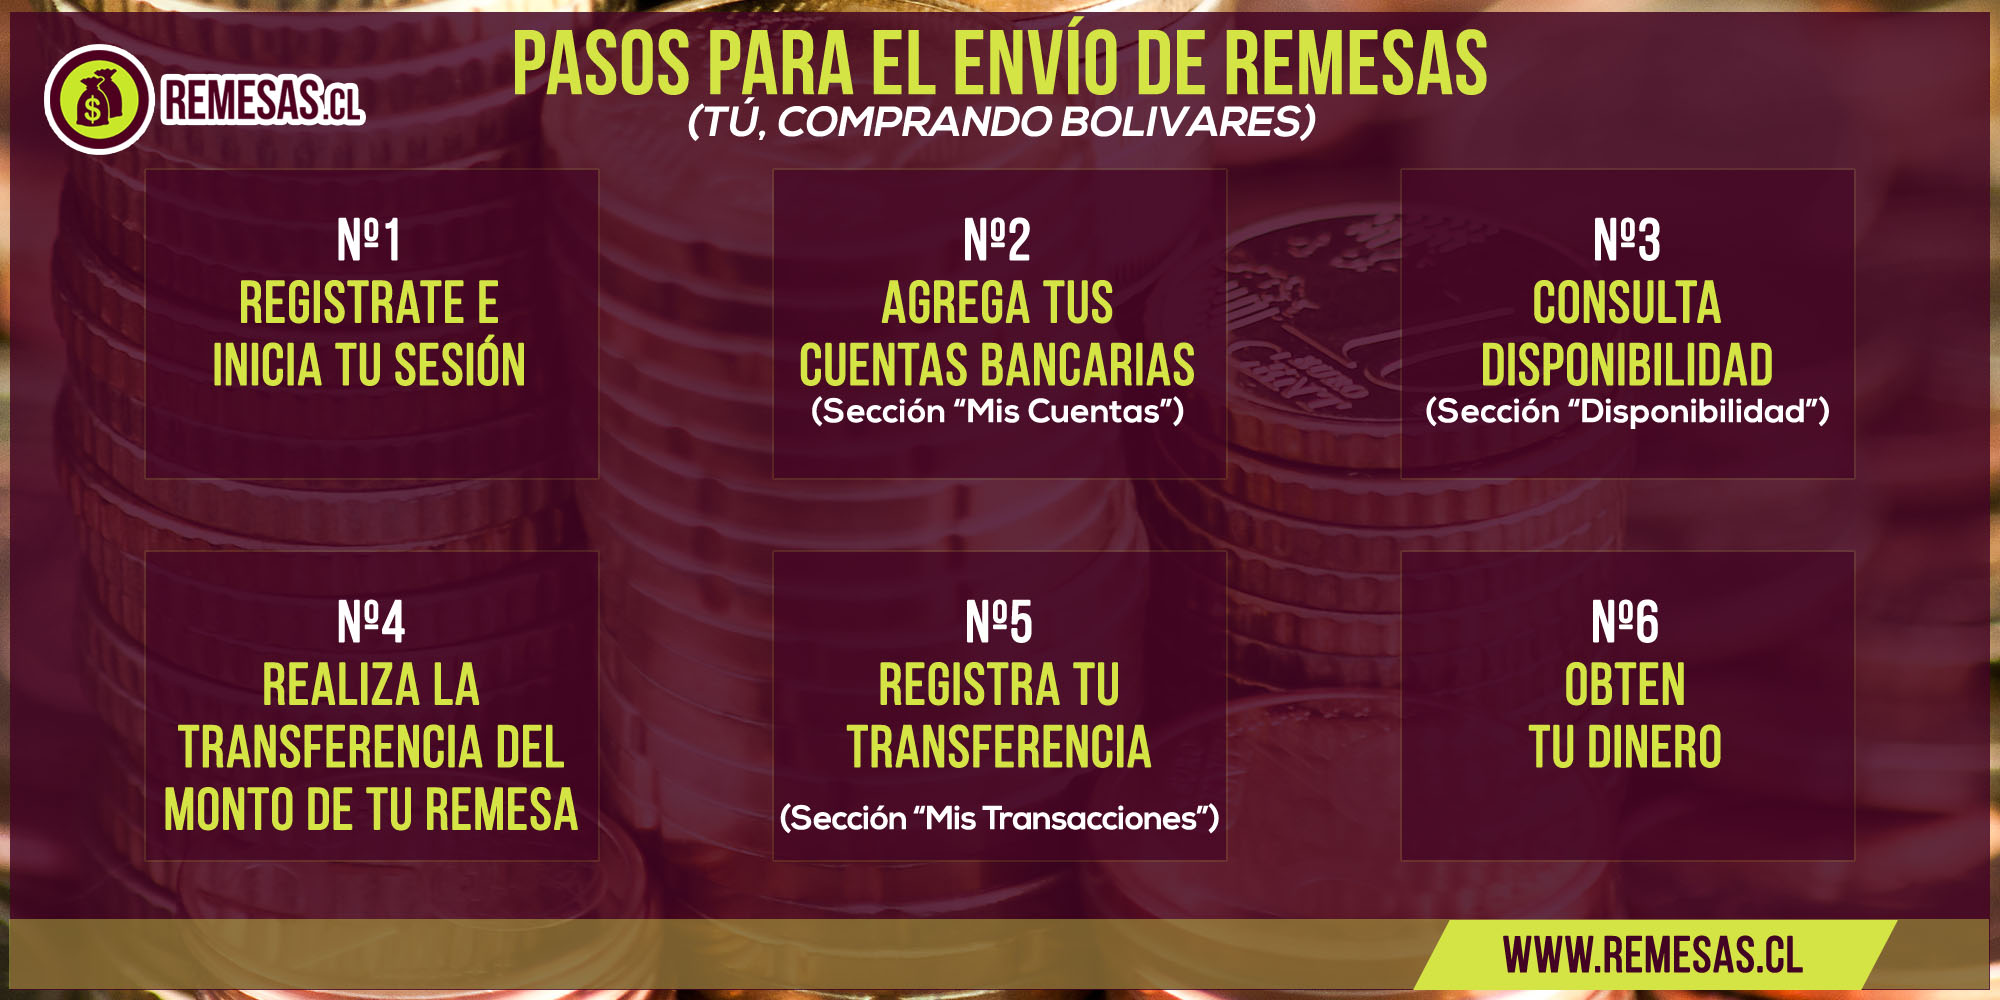 REMESAS.CL
PASOS PARA EL ENVÍO DE REMESAS
(TÚ, COMPRANDO BOLIVARES)
Nº1
REGISTRATE E
INICIA TU SESIÓN
Nº2
AGREGA TUS
CUENTAS BANCARIAS
(Sección “Mis Cuentas”)
Nº3
CONSULTA
DISPONIBILIDAD
(Sección “Disponibilidad”)
Nº4
REALIZA LA
TRANSFERENCIA DEL
MONTO DE TU REMESA
Nº5
REGISTRA TU
TRANSFERENCIA
(Sección “Mis Transacciones”)
Nº6
OBTEN
TU DINERO
WWW.REMESAS.CL